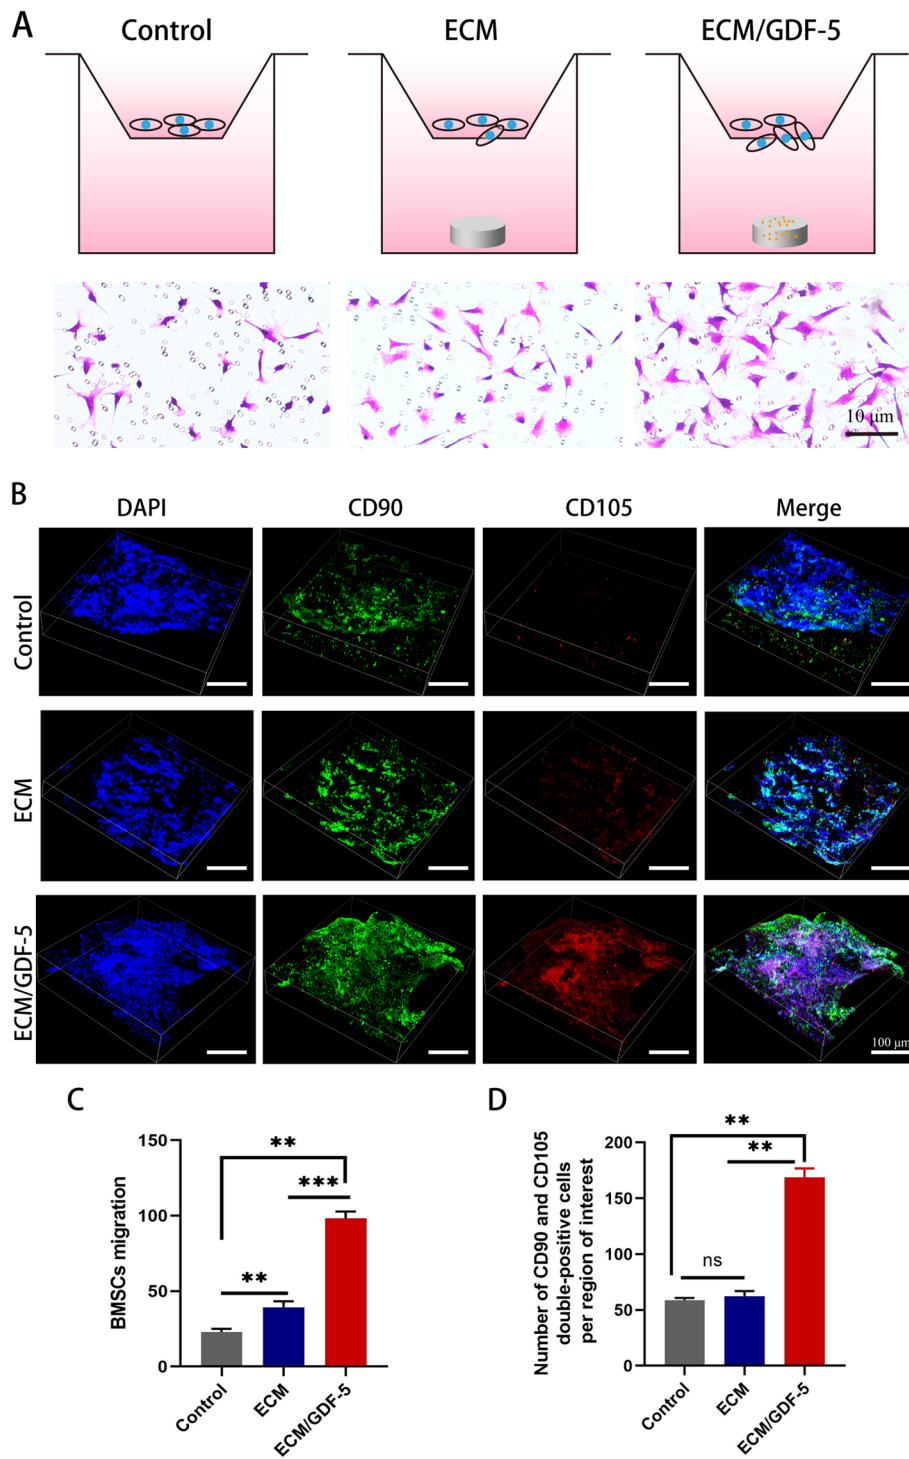 A
Control
ECM
ECM/GDF-5
10 μm
B
DAPI
CD90
CD105
Merge
Control
ECM
ECM/GDF-5
100 μm
C
BMSCs migration
150
100
50
0
**
***
**
Control
ECM
ECM/GDF-5
D
Number of CD90 and CD105
double-positive cells
per region of interest
200
150
100
50
0
**
**
ns
Control
ECM
ECM/GDF-5